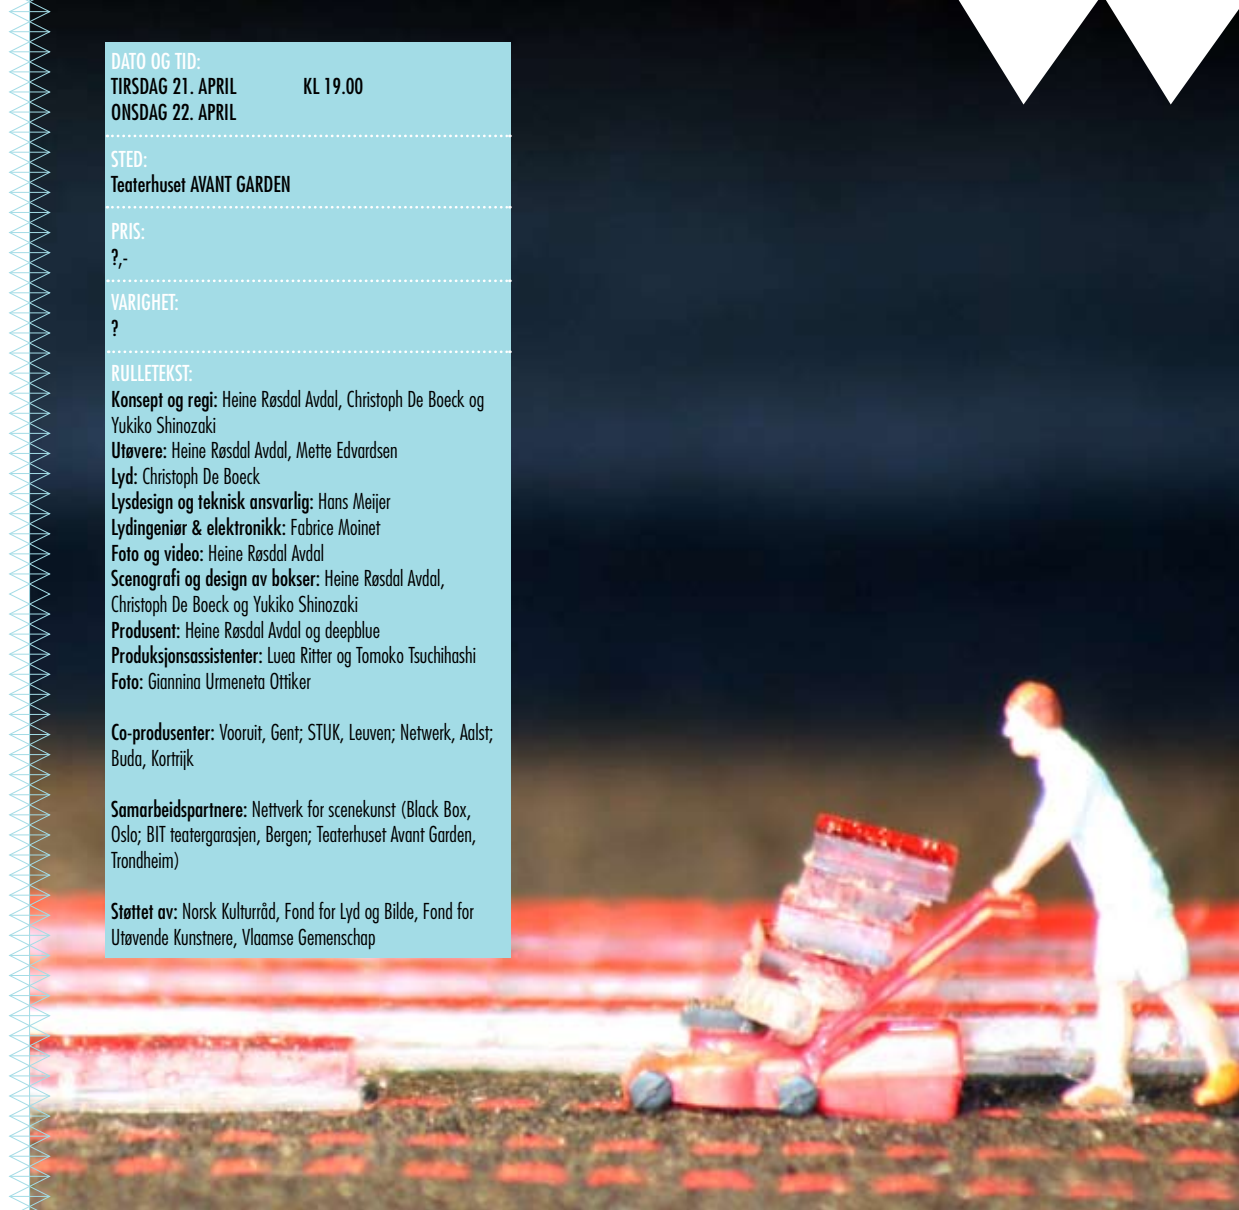 DATO OG TID:
TIRSDAG 21. APRIL KL 19.00
ONSDAG 22. APRIL
STED:
Teaterhuset AVANT GARDEN
PRIS:
?,-
VARIGHET:
?
RULLETEKST:
Konsept og regi: Heine Røsdal Avdal, Christoph De Boeck og
Yukiko Shinozaki
Utøvere: Heine Røsdal Avdal, Mette Edvardsen
Lyd: Christoph De Boeck
Lysdesign og teknisk ansvarlig: Hans Meijer
Lydingeniør & elektronikk: Fabrice Moinet
Foto og video: Heine Røsdal Avdal
Scenografi og design av bokser: Heine Røsdal Avdal,
Christoph De Boeck og Yukiko Shinozaki
Produsent: Heine Røsdal Avdal og deepblue
Produksjonsassistenter: Luea Ritter og Tomoko Tsuchihashi
Foto: Giannina Urmeneta Ottiker
Co-produsenter: Vooruit, Gent; STUK, Leuven; Netwerk, Aalst;
Buda, Kortrijk
Samarbeidspartnere: Nettverk for scenekunst (Black Box,
Oslo; BIT teatergarasjen, Bergen; Teaterhuset Avant Garden,
Trondheim)
Støttet av: Norsk Kulturråd, Fond for Lyd og Bilde, Fond for
Utøvende Kunstnere, Vlaamse Gemenschap